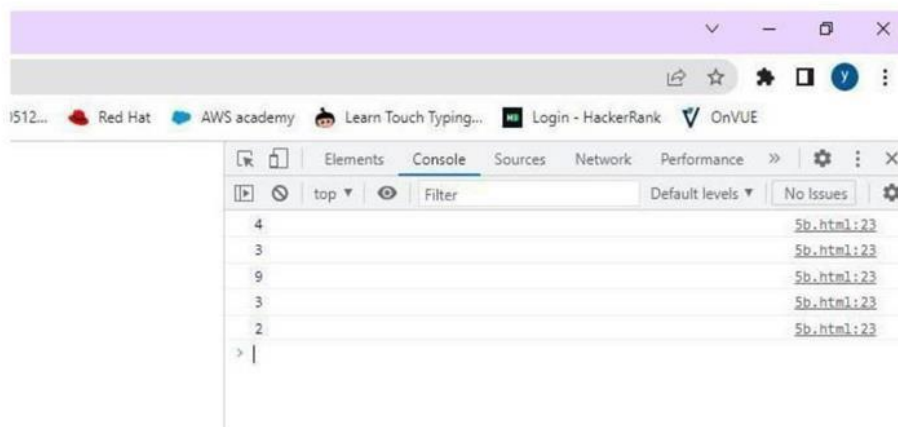 y
)512... Red Hat AWS academy Learn Touch Typing... Login - HackerRank OnVUE
Elements Console Sources Network Performance »
top ▼ Filter Default levels ▼ No Issues
4 5b.html:23
3 5b.html:23
9 5b.html:23
3 5b.html:23
2 5b.html:23
>